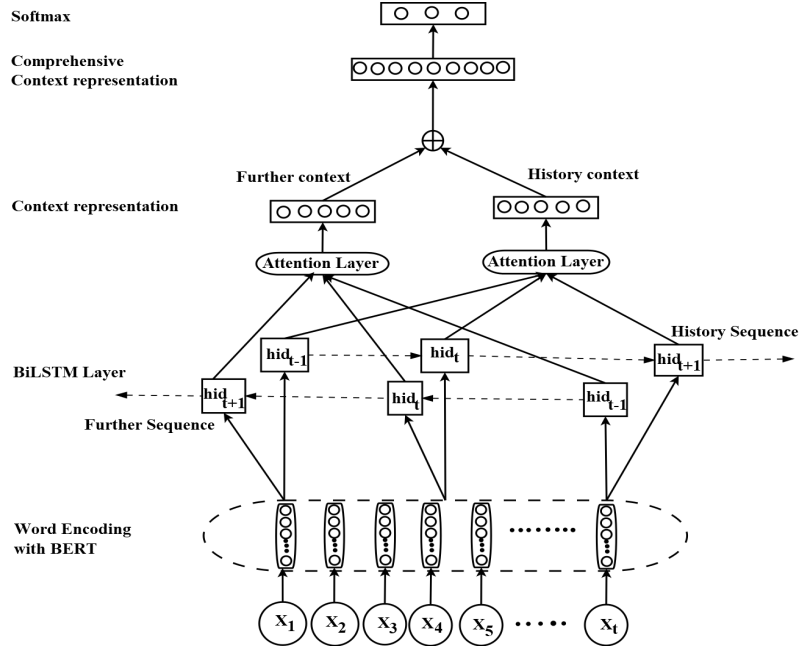 Softmax
Comprehensive
Context representation
Further context
History context
Context representation
Attention Layer
Attention Layer
History Sequence
hid t-1
hid t
hid t+1
BiLSTM Layer
hid t+1
hid t
hid t-1
Further Sequence
Word Encoding
with BERT
X1 X2 X3 X4 X5 ····· Xt